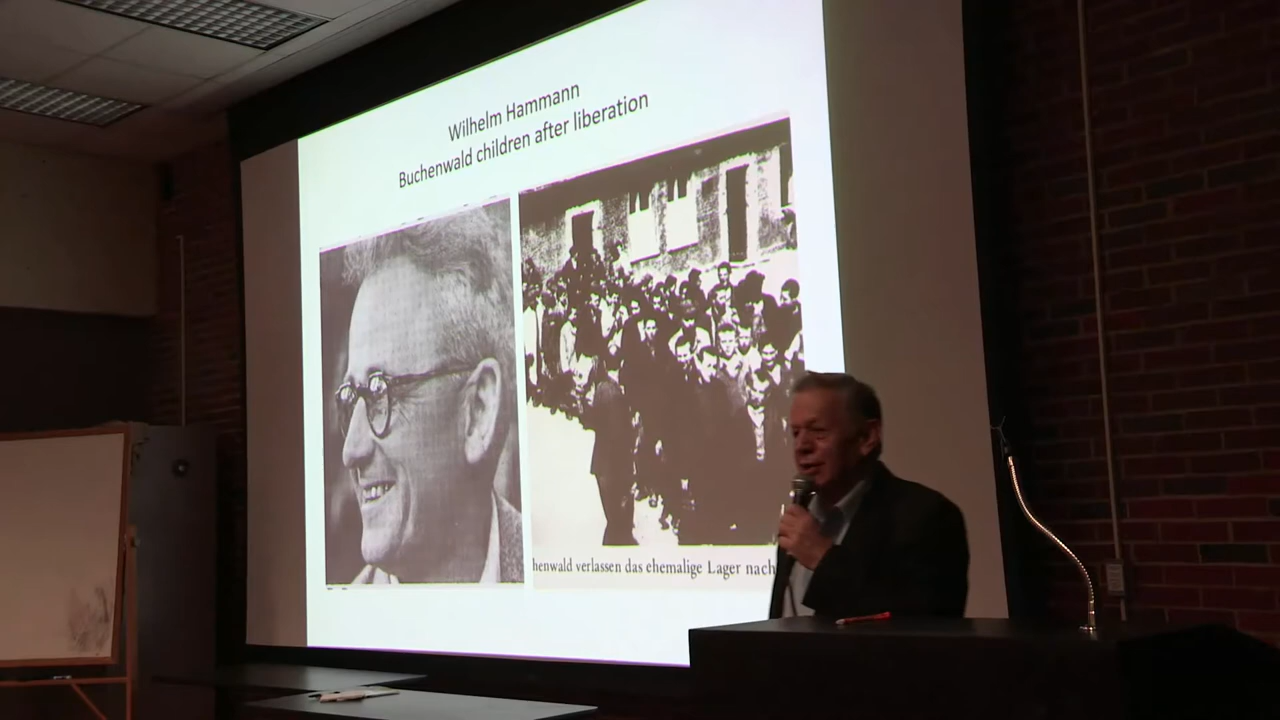 Wilhelm Hammann
Buchenwald children after liberation
henwald verlassen das ehemalige Lager nach